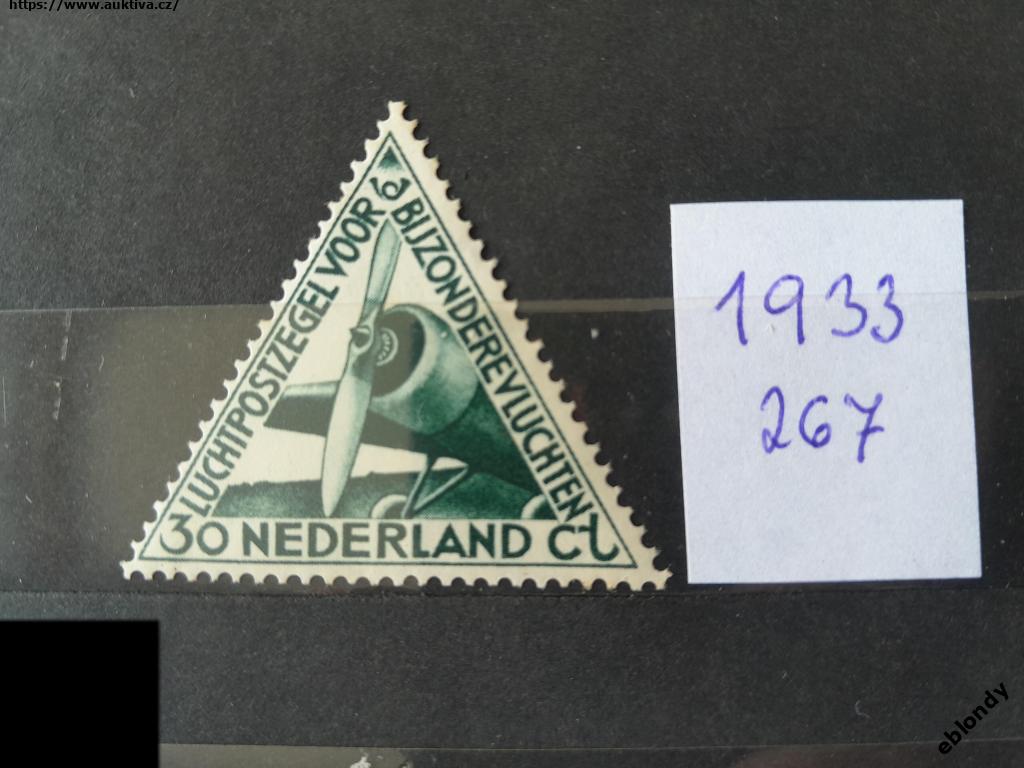 https://www.auktiva.cz/
LUCHTPOSTZEGEL VOOR
BIJZONDERE VLUCHTEN
30 NEDERLAND CT
1933
267
eblondy